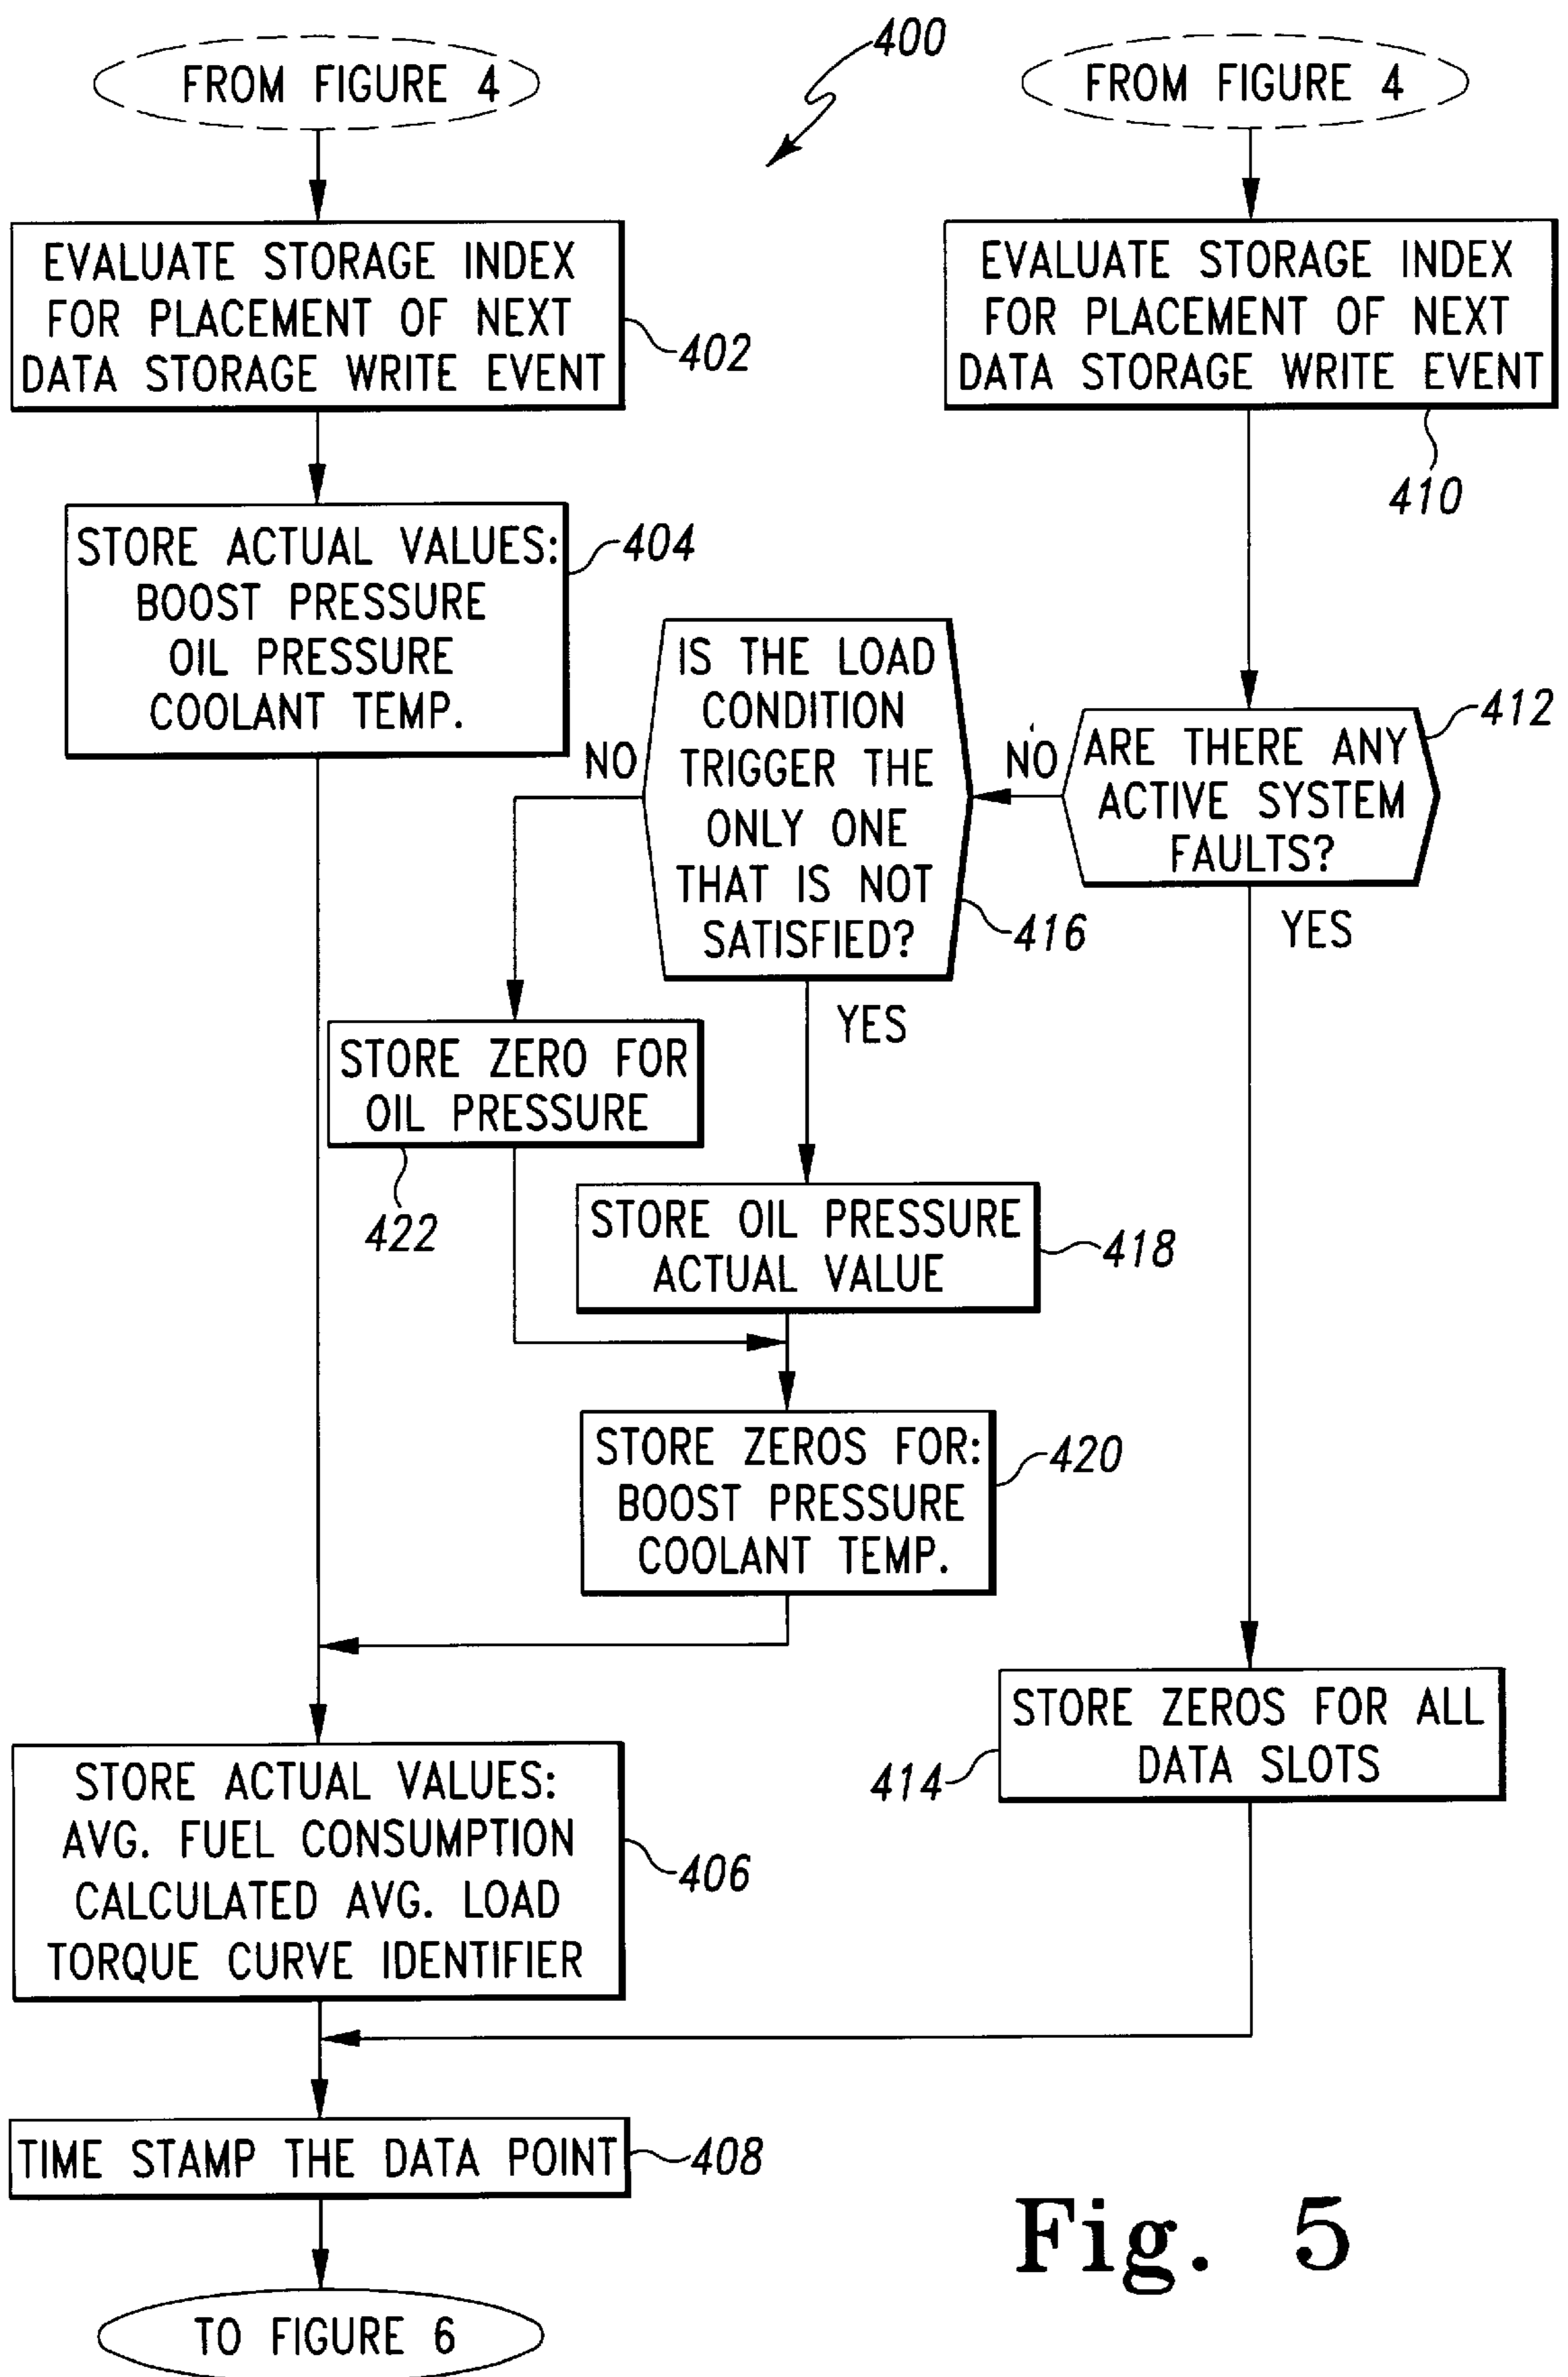 400
FROM FIGURE 4
FROM FIGURE 4
EVALUATE STORAGE INDEX
FOR PLACEMENT OF NEXT
DATA STORAGE WRITE EVENT
402
EVALUATE STORAGE INDEX
FOR PLACEMENT OF NEXT
DATA STORAGE WRITE EVENT
410
STORE ACTUAL VALUES:
BOOST PRESSURE
OIL PRESSURE
COOLANT TEMP.
404
ARE THERE ANY
ACTIVE SYSTEM
FAULTS?
412
NO
YES
IS THE LOAD
CONDITION
TRIGGER THE
ONLY ONE
THAT IS NOT
SATISFIED?
416
NO
YES
STORE ZERO FOR
OIL PRESSURE
422
STORE OIL PRESSURE
ACTUAL VALUE
418
STORE ZEROS FOR:
BOOST PRESSURE
COOLANT TEMP.
420
STORE ZEROS FOR ALL
DATA SLOTS
414
STORE ACTUAL VALUES:
AVG. FUEL CONSUMPTION
CALCULATED AVG. LOAD
TORQUE CURVE IDENTIFIER
406
TIME STAMP THE DATA POINT
408
TO FIGURE 6
Fig. 5